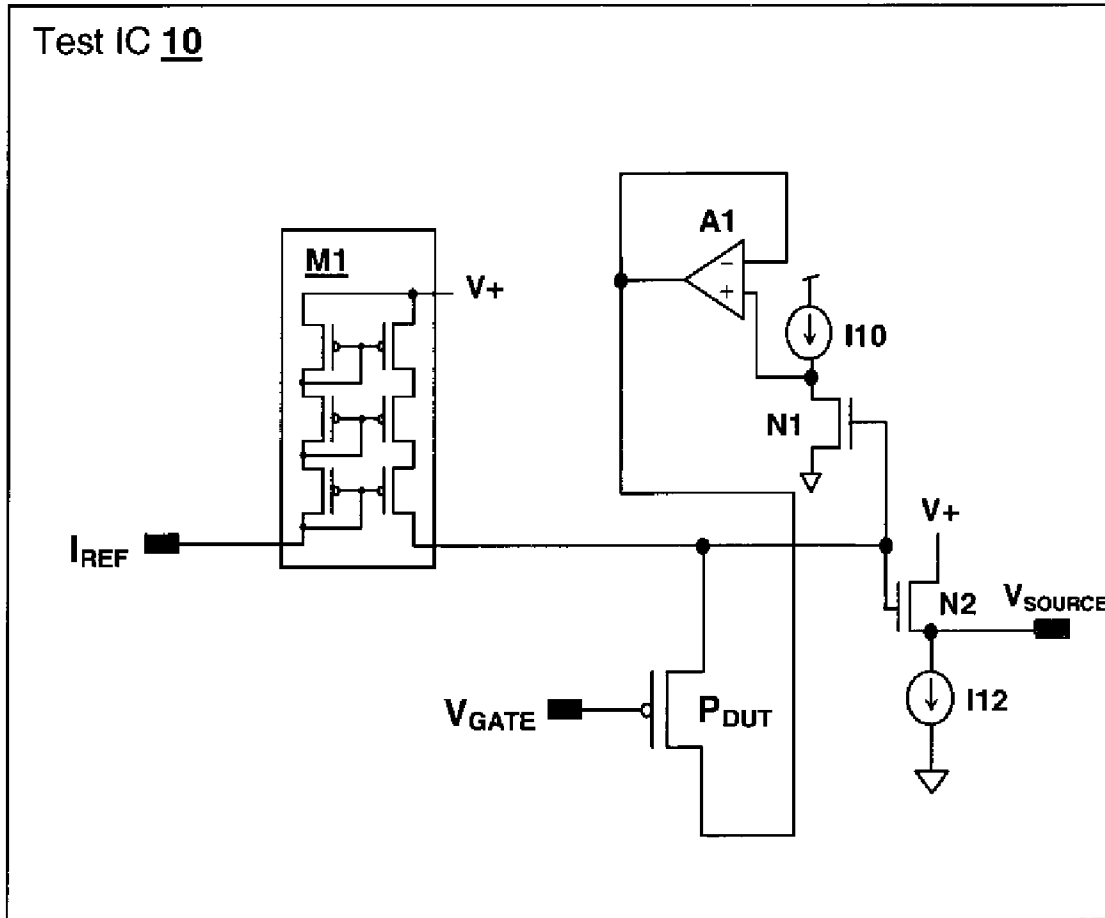 Test IC 10
A1
M1
V+
−
+
I10
N1
V+
IREF
N2
VSOURCE
VGATE
PDUT
I12